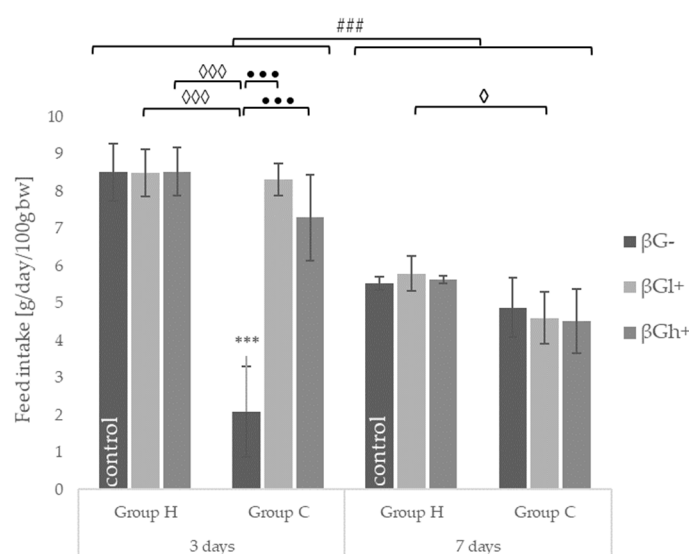 ###
◊◊◊ •••
◊◊◊ •••
◊
10
9
8
7
6
5
4
3
2
1
0
Feed intake [g/day/100gbw]
***
control
control
βG-
βGl+
βGh+
Group H Group C Group H Group C
3 days 7 days